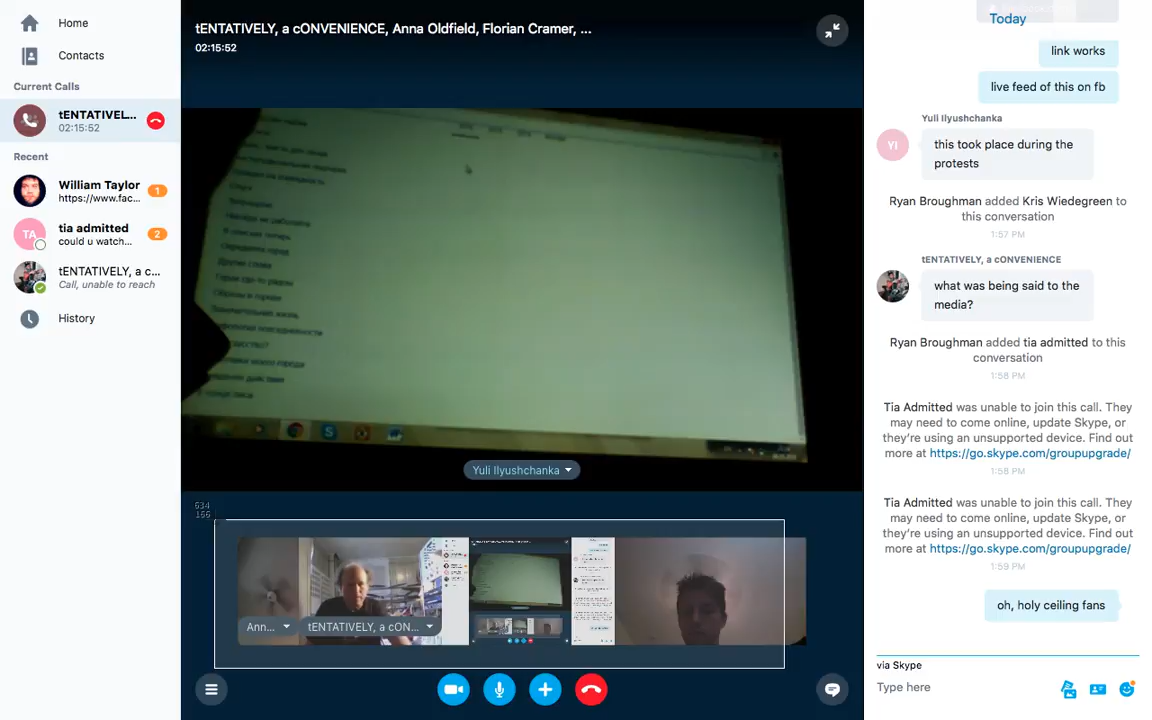 Home
Contacts
Current Calls
tENTATIVEL...
02:15:52
Recent
William Taylor
1
https://www.fac...
TA
tia admitted
2
could u watch...
tENTATIVELY, a c...
Call, unable to reach
History
tENTATIVELY, a cONVENIENCE, Anna Oldfield, Florian Cramer, ...
02:15:52
Другие слова
Yuli Ilyushchanka
634
166
Ann...
tENTATIVELY, a cON...
Today
link works
live feed of this on fb
Yuli Ilyushchanka
YI
this took place during the
protests
Ryan Broughman added Kris Wiedegreen to
this conversation
1:57 PM
tENTATIVELY, a cONVENIENCE
what was being said to the
media?
Ryan Broughman added tia admitted to this
conversation
1:58 PM
Tia Admitted was unable to join this call. They
may need to come online, update Skype, or
they're using an unsupported device. Find out
more at https://go.skype.com/groupupgrade/
1:58 PM
Tia Admitted was unable to join this call. They
may need to come online, update Skype, or
they're using an unsupported device. Find out
more at https://go.skype.com/groupupgrade/
1:59 PM
oh, holy ceiling fans
via Skype
Type here